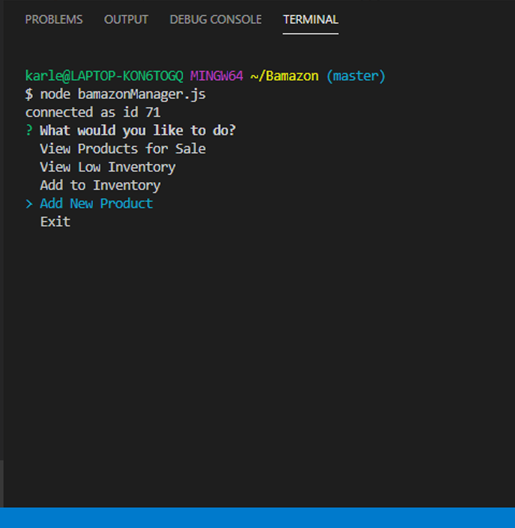 PROBLEMS OUTPUT DEBUG CONSOLE TERMINAL
karle@LAPTOP-KON6TOGQ MINGW64 ~/Bamazon (master)
$ node bamazonManager.js
connected as id 71
? What would you like to do?
View Products for Sale
View Low Inventory
Add to Inventory
> Add New Product
Exit